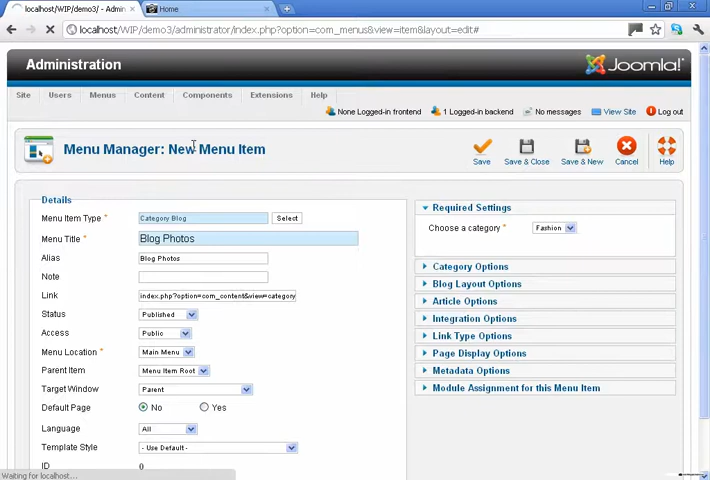 localhost/WIP/demo3/ - Admin
Home
localhost/WIP/demo3/administrator/index.php?option=com_menus&view=item&layout=edit#
Administration
Joomla!
Site Users Menus Content Components Extensions Help
None Logged-in frontend 1 Logged-in backend No messages View Site Log out
Menu Manager: New Menu Item
Save Save & Close Save & New Cancel Help
Details
Menu Item Type * Category Blog Select
Menu Title * Blog Photos
Alias Blog Photos
Note
Link index.php?option=com_content&view=category
Status Published
Access Public
Menu Location * Main Menu
Parent Item Menu Item Root
Target Window Parent
Default Page No Yes
Language All
Template Style - Use Default -
ID 0
Required Settings
Choose a category * Fashion
Category Options
Blog Layout Options
Article Options
Integration Options
Link Type Options
Page Display Options
Metadata Options
Module Assignment for this Menu Item
Waiting for localhost...